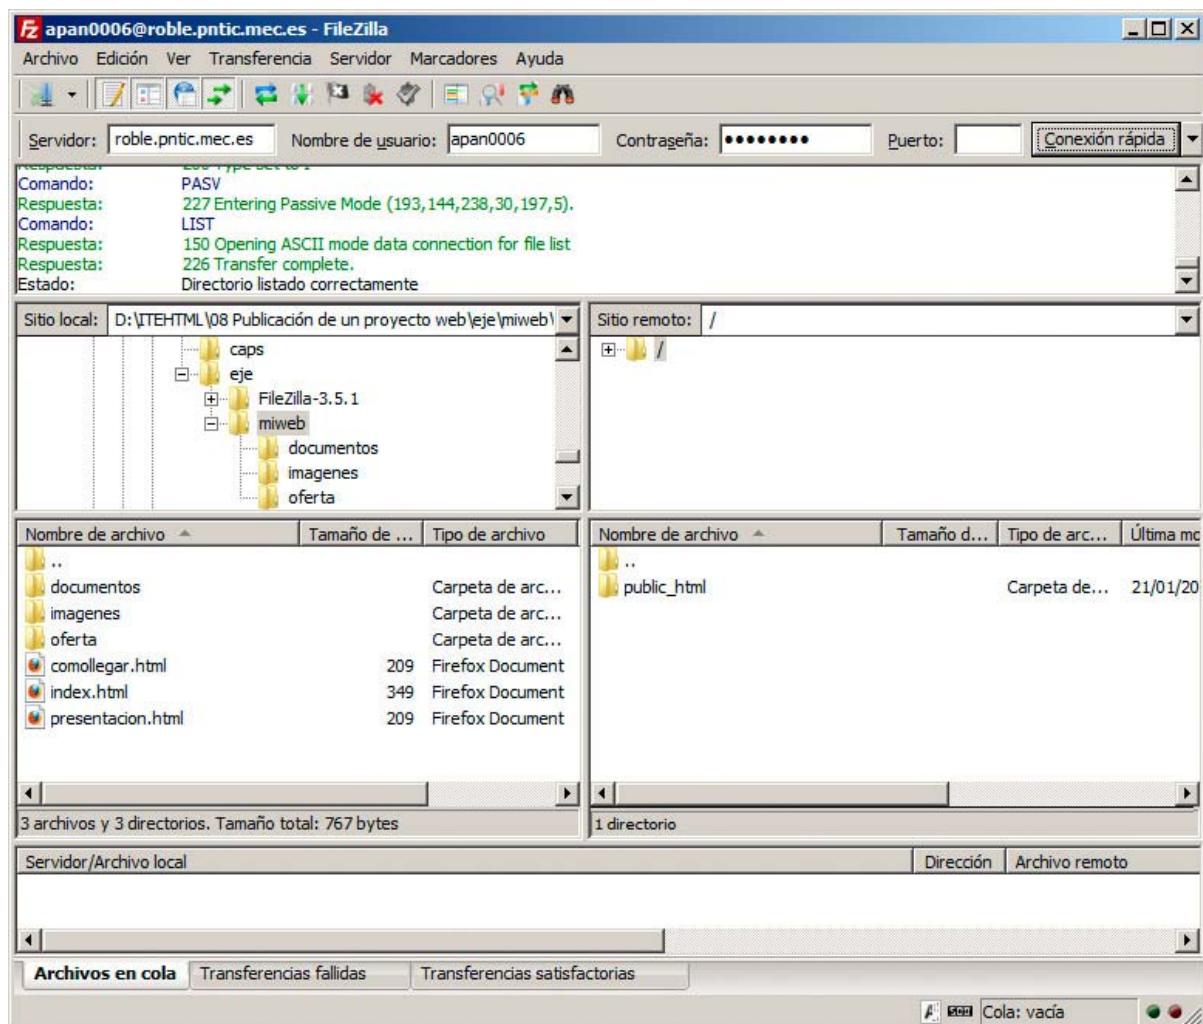 apan0006@roble.pntic.mec.es - FileZilla
Archivo Edición Ver Transferencia Servidor Marcadores Ayuda
Servidor: roble.pntic.mec.es Nombre de usuario: apan0006 Contraseña: ●●●●●●●● Puerto: Conexión rápida
Comando: PASV
Respuesta: 227 Entering Passive Mode (193,144,238,30,197,5).
Comando: LIST
Respuesta: 150 Opening ASCII mode data connection for file list
Respuesta: 226 Transfer complete.
Estado: Directorio listado correctamente
Sitio local: D:\ITEHTML\08 Publicación de un proyecto web\eje\miweb\ Sitio remoto: /
caps /
eje
FileZilla-3.5.1
miweb
documentos
imagenes
oferta
Nombre de archivo Tamaño de ... Tipo de archivo Nombre de archivo Tamaño d... Tipo de arc... Última mo
.. ..
documentos Carpeta de arc... public_html Carpeta de... 21/01/20
imagenes Carpeta de arc...
oferta Carpeta de arc...
comollegar.html 209 Firefox Document
index.html 349 Firefox Document
presentacion.html 209 Firefox Document
3 archivos y 3 directorios. Tamaño total: 767 bytes 1 directorio
Servidor/Archivo local Dirección Archivo remoto
Archivos en cola Transferencias fallidas Transferencias satisfactorias
Cola: vacía